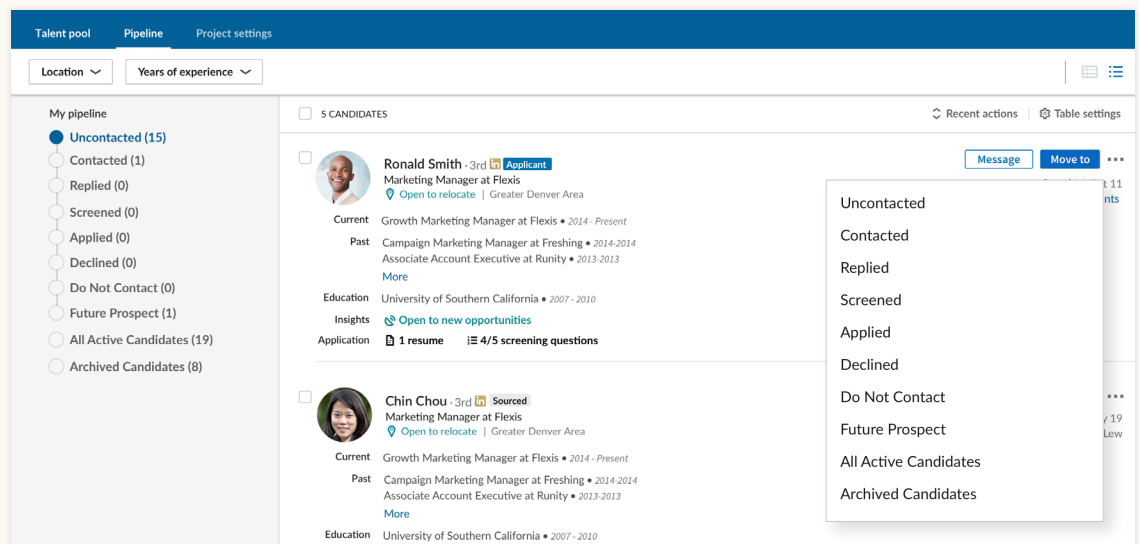 Talent pool Pipeline Project settings
Location Years of experience
My pipeline
Uncontacted (15)
Contacted (1)
Replied (0)
Screened (0)
Applied (0)
Declined (0)
Do Not Contact (0)
Future Prospect (1)
All Active Candidates (19)
Archived Candidates (8)
5 CANDIDATES Recent actions Table settings
Ronald Smith · 3rd in Applicant Message Move to
Marketing Manager at Flexis
Open to relocate | Greater Denver Area
Current Growth Marketing Manager at Flexis • 2014 - Present
Past Campaign Marketing Manager at Freshing • 2014-2014
Associate Account Executive at Runity • 2013-2013
More
Education University of Southern California • 2007 - 2010
Insights Open to new opportunities
Application 1 resume 4/5 screening questions
Uncontacted
Contacted
Replied
Screened
Applied
Declined
Do Not Contact
Future Prospect
All Active Candidates
Archived Candidates
Chin Chou · 3rd in Sourced
Marketing Manager at Flexis
Open to relocate | Greater Denver Area
Current Growth Marketing Manager at Flexis • 2014 - Present
Past Campaign Marketing Manager at Freshing • 2014-2014
Associate Account Executive at Runity • 2013-2013
More
Education University of Southern California • 2007 - 2010
11
19
Lew